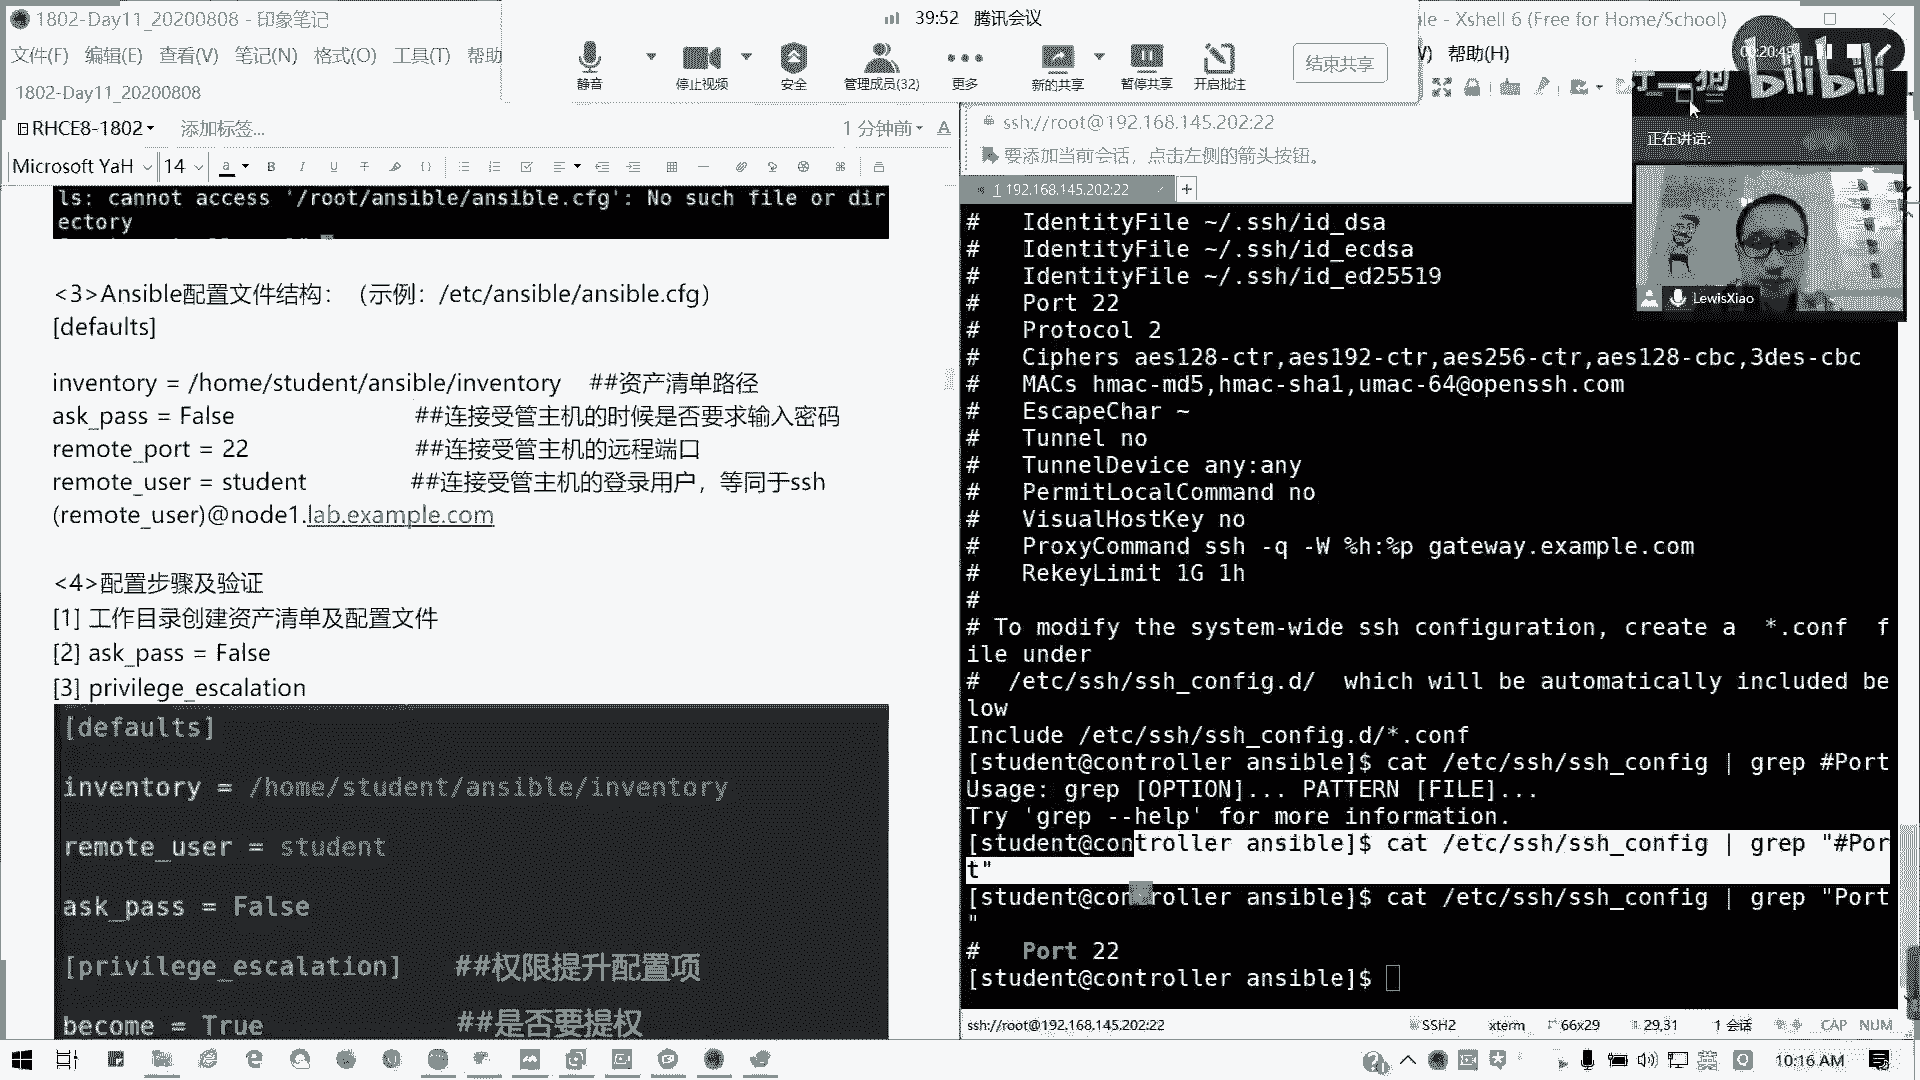 1802-Day11_20200808 - 印象笔记
文件(F) 编辑(E) 查看(V) 笔记(N) 格式(O) 工具(T) 帮助
1802-Day11_20200808
RHCE8-1802 添加标签... 1 分钟前
Microsoft YaH 14
ls: cannot access '/root/ansible/ansible.cfg': No such file or dir
ectory
<3>Ansible配置文件结构：（示例：/etc/ansible/ansible.cfg）
[defaults]
inventory = /home/student/ansible/inventory ##资产清单路径
ask_pass = False ##连接受管主机的时候是否要求输入密码
remote_port = 22 ##连接受管主机的远程端口
remote_user = student ##连接受管主机的登录用户，等同于ssh
(remote_user)@node1.lab.example.com
<4>配置步骤及验证
[1] 工作目录创建资产清单及配置文件
[2] ask_pass = False
[3] privilege_escalation
[defaults]
inventory = /home/student/ansible/inventory
remote_user = student
ask_pass = False
[privilege_escalation] ##权限提升配置项
become = True ##是否要提权
39:52 腾讯会议
静音 停止视频 安全 管理成员(32) 更多 新的共享 暂停共享 开启批注
结束共享
- Xshell 6 (Free for Home/School)
帮助(H)
bilibili
正在讲话:
LewisXiao
ssh://root@192.168.145.202:22
要添加当前会话，点击左侧的箭头按钮。
1 192.168.145.202:22
# IdentityFile ~/.ssh/id_dsa
# IdentityFile ~/.ssh/id_ecdsa
# IdentityFile ~/.ssh/id_ed25519
# Port 22
# Protocol 2
# Ciphers aes128-ctr,aes192-ctr,aes256-ctr,aes128-cbc,3des-cbc
# MACs hmac-md5,hmac-sha1,umac-64@openssh.com
# EscapeChar ~
# Tunnel no
# TunnelDevice any:any
# PermitLocalCommand no
# VisualHostKey no
# ProxyCommand ssh -q -W %h:%p gateway.example.com
# RekeyLimit 1G 1h
#
# To modify the system-wide ssh configuration, create a *.conf f
ile under
# /etc/ssh/ssh_config.d/ which will be automatically included be
low
Include /etc/ssh/ssh_config.d/*.conf
[student@controller ansible]$ cat /etc/ssh/ssh_config | grep #Port
Usage: grep [OPTION]... PATTERN [FILE]...
Try 'grep --help' for more information.
[student@controller ansible]$ cat /etc/ssh/ssh_config | grep "#Por
t"
[student@controller ansible]$ cat /etc/ssh/ssh_config | grep "Port
"
# Port 22
[student@controller ansible]$
ssh://root@192.168.145.202:22 SSH2 xterm 66x29 29,31 1 会话 CAP NUM
10:16 AM